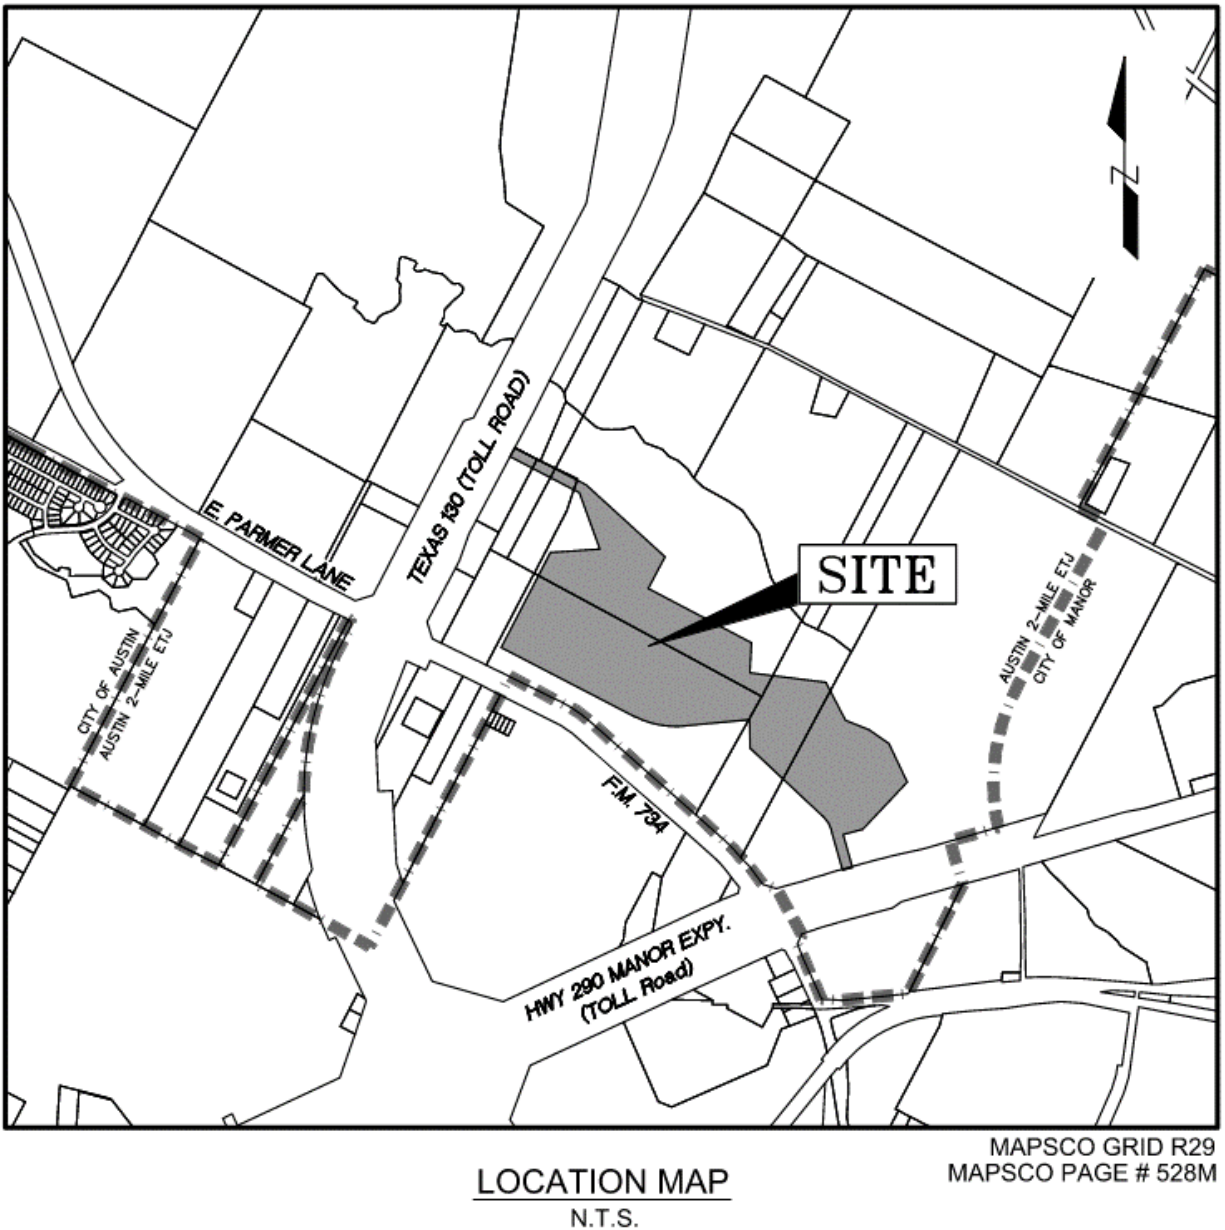 N
E. PARMER LANE
TEXAS 130 (TOLL ROAD)
SITE
CITY OF AUSTIN
AUSTIN 2-MILE ETJ
AUSTIN 2-MILE ETJ
CITY OF MANOR
F.M. 734
HWY 290 MANOR EXPY.
(TOLL Road)
MAPSCO GRID R29
MAPSCO PAGE # 528M
LOCATION MAP
N.T.S.